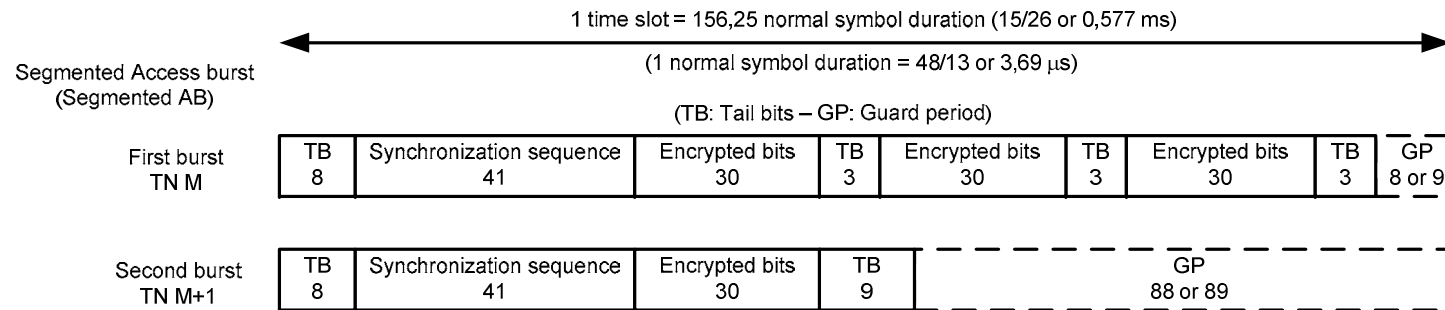 1 time slot = 156,25 normal symbol duration (15/26 or 0,577 ms)
(1 normal symbol duration = 48/13 or 3,69 μs)
Segmented Access burst
(Segmented AB)
(TB: Tail bits – GP: Guard period)
First burst
TN M
TB Synchronization sequence Encrypted bits TB Encrypted bits TB Encrypted bits TB GP
8 41 30 3 30 3 30 3 8 or 9
Second burst
TN M+1
TB Synchronization sequence Encrypted bits TB GP
8 41 30 9 88 or 89